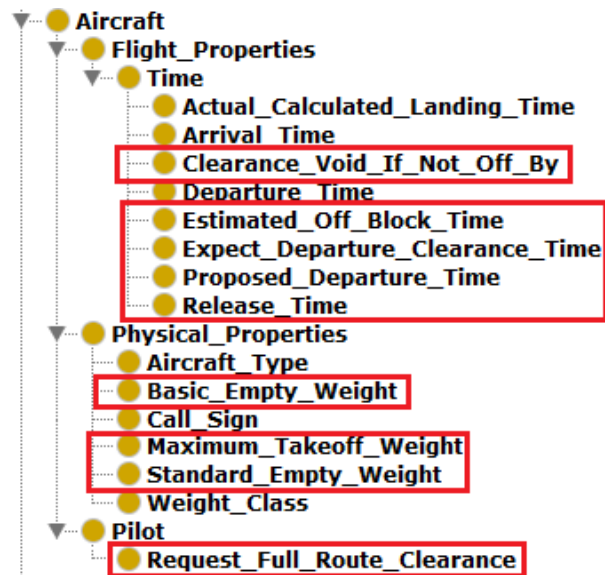 Aircraft
Flight_Properties
Time
Actual_Calculated_Landing_Time
Arrival_Time
Clearance_Void_If_Not_Off_By
Departure_Time
Estimated_Off_Block_Time
Expect_Departure_Clearance_Time
Proposed_Departure_Time
Release_Time
Physical_Properties
Aircraft_Type
Basic_Empty_Weight
Call_Sign
Maximum_Takeoff_Weight
Standard_Empty_Weight
Weight_Class
Pilot
Request_Full_Route_Clearance